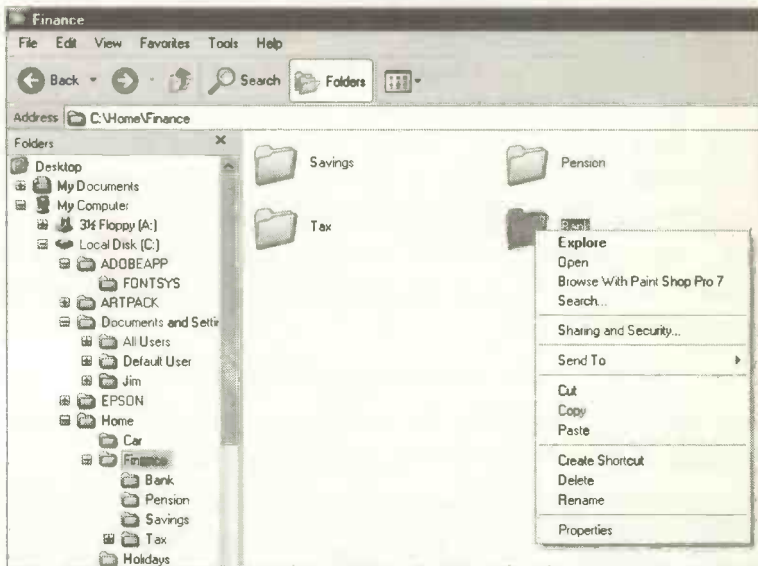 Finance
File Edit View Favorites Tools Help
Back Search Folders
Address C:\Home\Finance
Folders
Desktop
My Documents
My Computer
3½ Floppy (A:)
Local Disk (C:)
ADOBEAPP
FONTSYS
ARTPACK
Documents and Settin
All Users
Default User
Jim
EPSON
Home
Car
Finance
Bank
Pension
Savings
Tax
Holidays
Savings Pension
Tax Bank
Explore
Open
Browse With Paint Shop Pro 7
Search...
Sharing and Security...
Send To
Cut
Copy
Paste
Create Shortcut
Delete
Rename
Properties